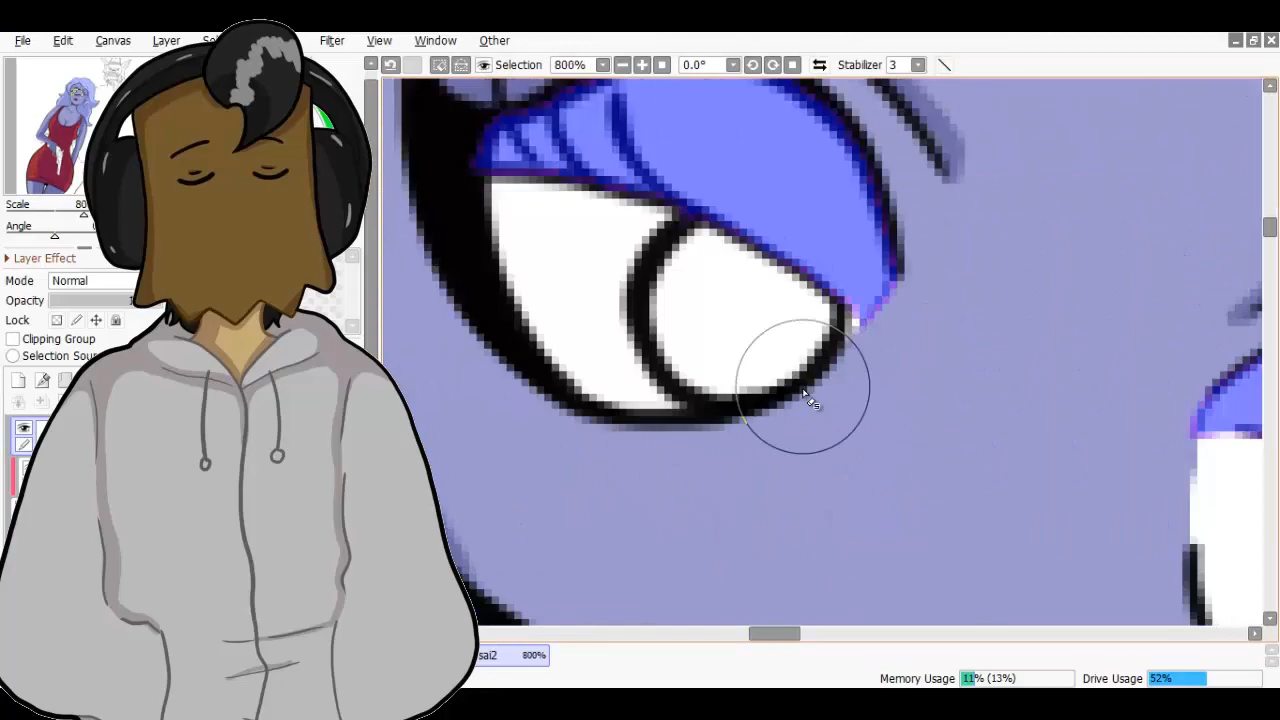 File Edit Canvas Layer Filter View Window Other
Selection 800% 0.0° Stabilizer 3
Scale
Angle
Layer Effect
Mode Normal
Opacity
Lock
Clipping Group
Selection
sai2 800%
Memory Usage 11% (13%) Drive Usage 52%